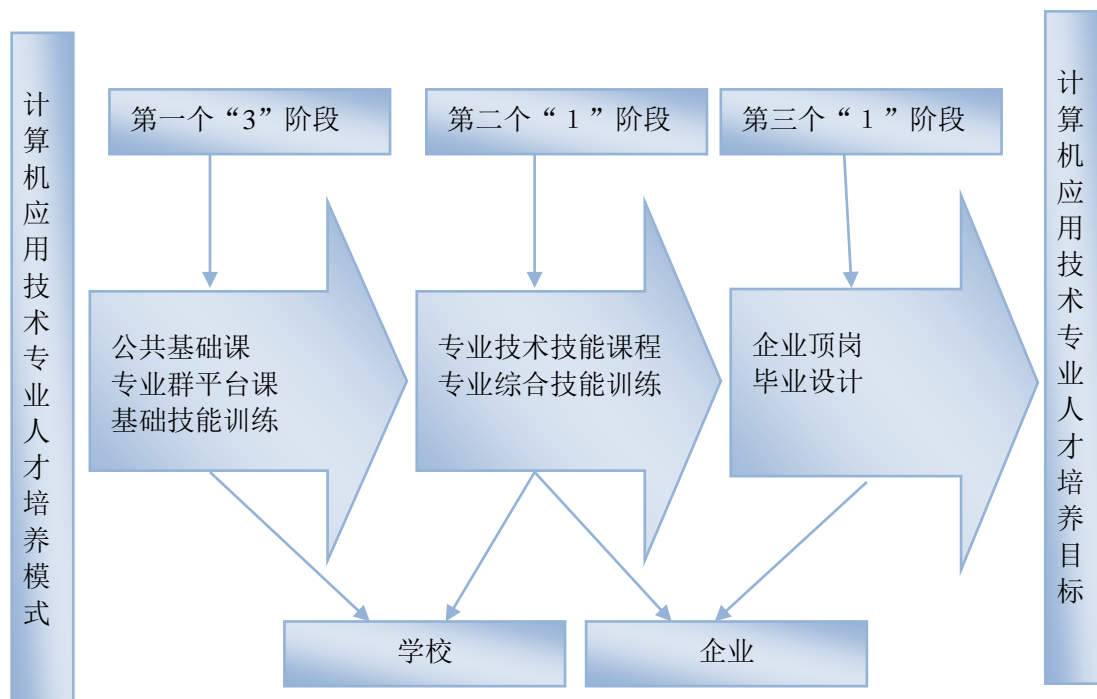 计算机应用技术专业人才培养模式
第一个“3”阶段
第二个“ 1 ”阶段
第三个“ 1 ”阶段
公共基础课
专业群平台课
基础技能训练
专业技术技能课程
专业综合技能训练
企业顶岗
毕业设计
学校
企业
计算机应用技术专业人才培养目标